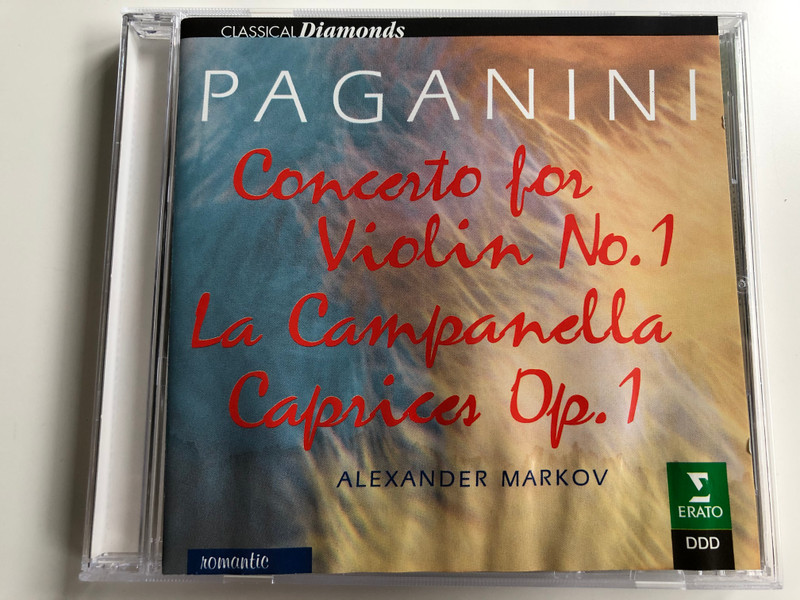 CLASSICAL Diamonds
PAGANINI
Concerto for
Violin No.1
La Campanella
Caprices Op.1
ALEXANDER MARKOV
ERATO
DDD
romantic